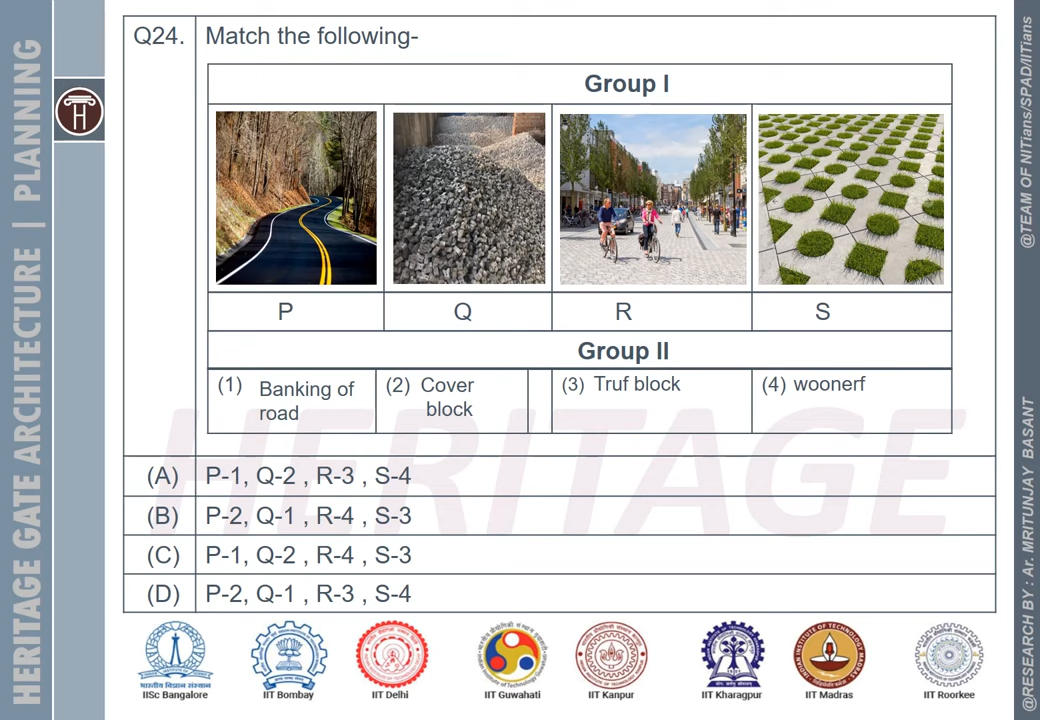 HERITAGE GATE ARCHITECTURE | PLANNING
H
Q24. Match the following-
Group I
P Q R S
Group II
(1) Banking of road
(2) Cover block
(3) Truf block
(4) woonerf
HERITAGE
(A) P-1, Q-2 , R-3 , S-4
(B) P-2, Q-1 , R-4 , S-3
(C) P-1, Q-2 , R-4 , S-3
(D) P-2, Q-1 , R-3 , S-4
भारतीय विज्ञान संस्थान
IISc Bangalore
IIT Bombay
IIT Delhi
IIT Guwahati
IIT Kanpur
IIT Kharagpur
IIT Madras
IIT Roorkee
@TEAM OF NITians/SPAD/IITians
@RESEARCH BY : Ar. MRITUNJAY BASANT